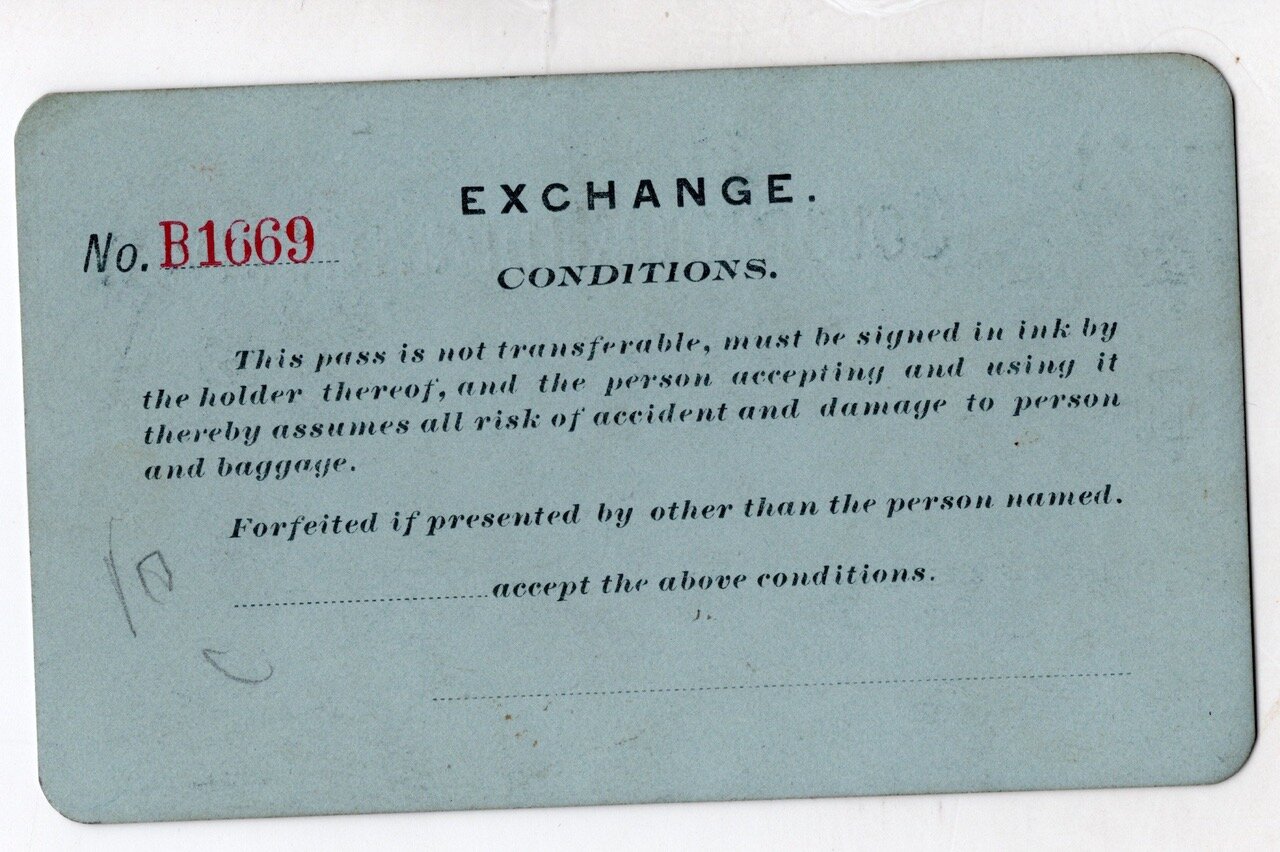 EXCHANGE.
No. B1669
CONDITIONS.
This pass is not transferable, must be signed in ink by
the holder thereof, and the person accepting and using it
thereby assumes all risk of accident and damage to person
and baggage.
Forfeited if presented by other than the person named.
accept the above conditions.